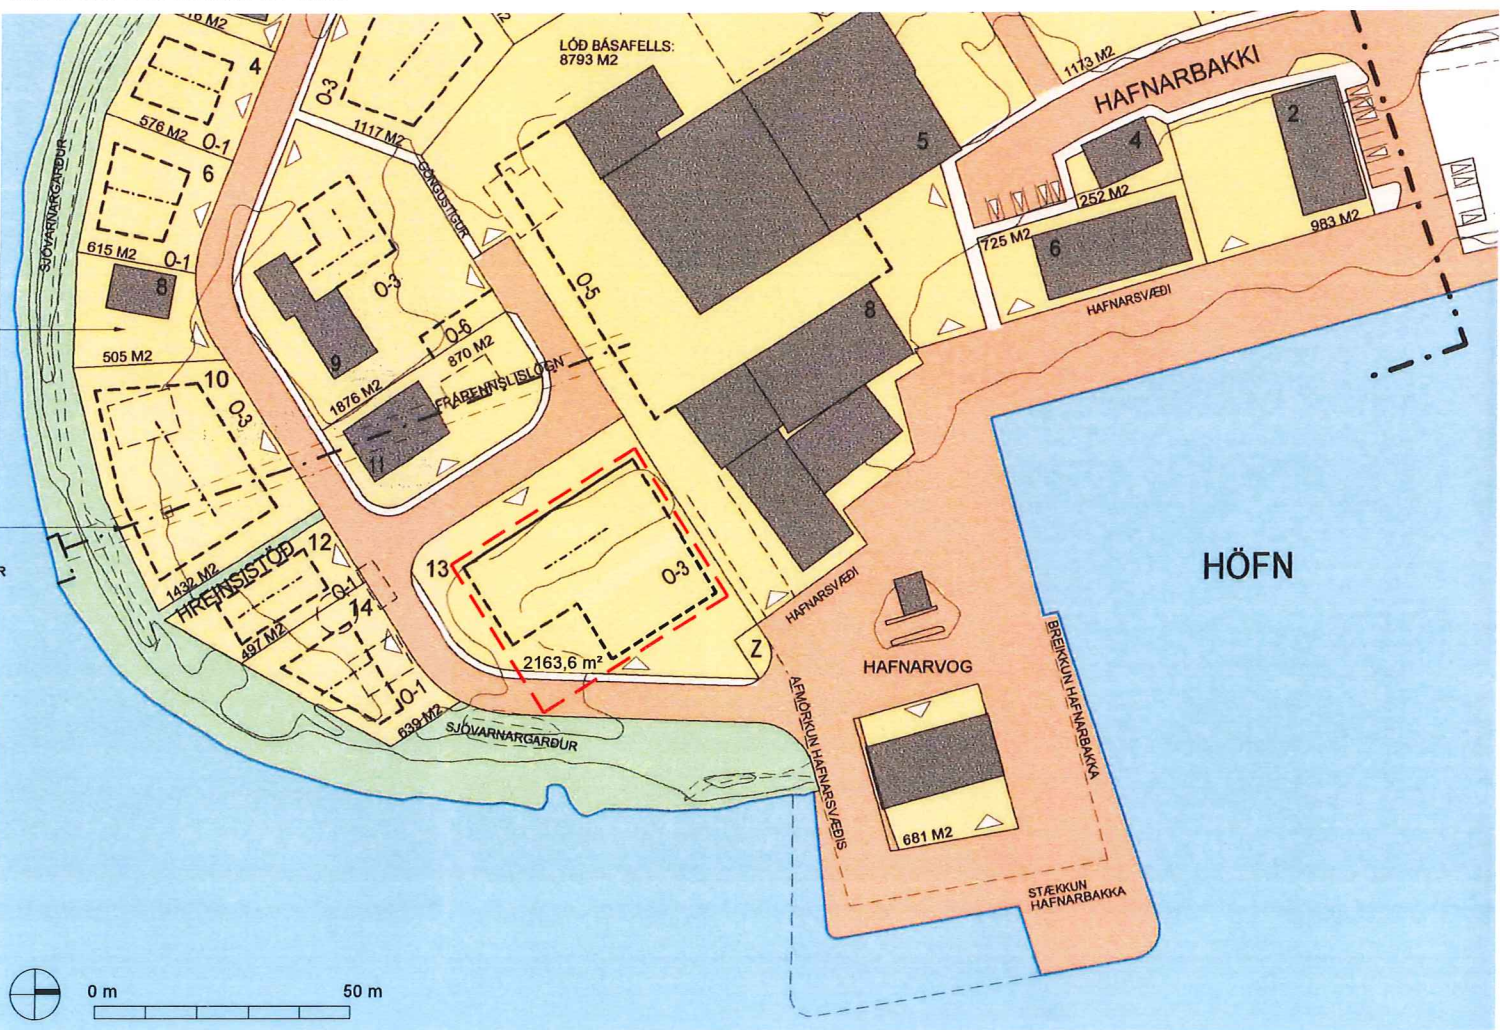 LÓÐ BÁSAFELLS:
8793 M2
1173 M2
HAFNARBAKKI
4
576 M2
O-1
O-3
1117 M2
GÖNGUSTÍGUR
5
4
2
6
SJÓVARNARGARÐUR
615 M2
O-1
252 M2
725 M2
6
983 M2
8
O-3
O-5
HAFNARSVÆÐI
8
O-6
870 M2
9
505 M2
10
O-3
1876 M2
FRÁRENNSLISLÖGN
11
R
1432 M2
HREINSISTÖÐ
12
O-1
14
497 M2
O-1
639 M2
13
O-3
2163,6 m²
Z
HAFNARSVÆÐI
HÖFN
HAFNARVOG
SJÓVARNARGARÐUR
AFMÖRKUN HAFNARSVÆÐIS
BREIKKUN HAFNARBAKKA
681 M2
STÆKKUN
HAFNARBAKKA
0 m
50 m